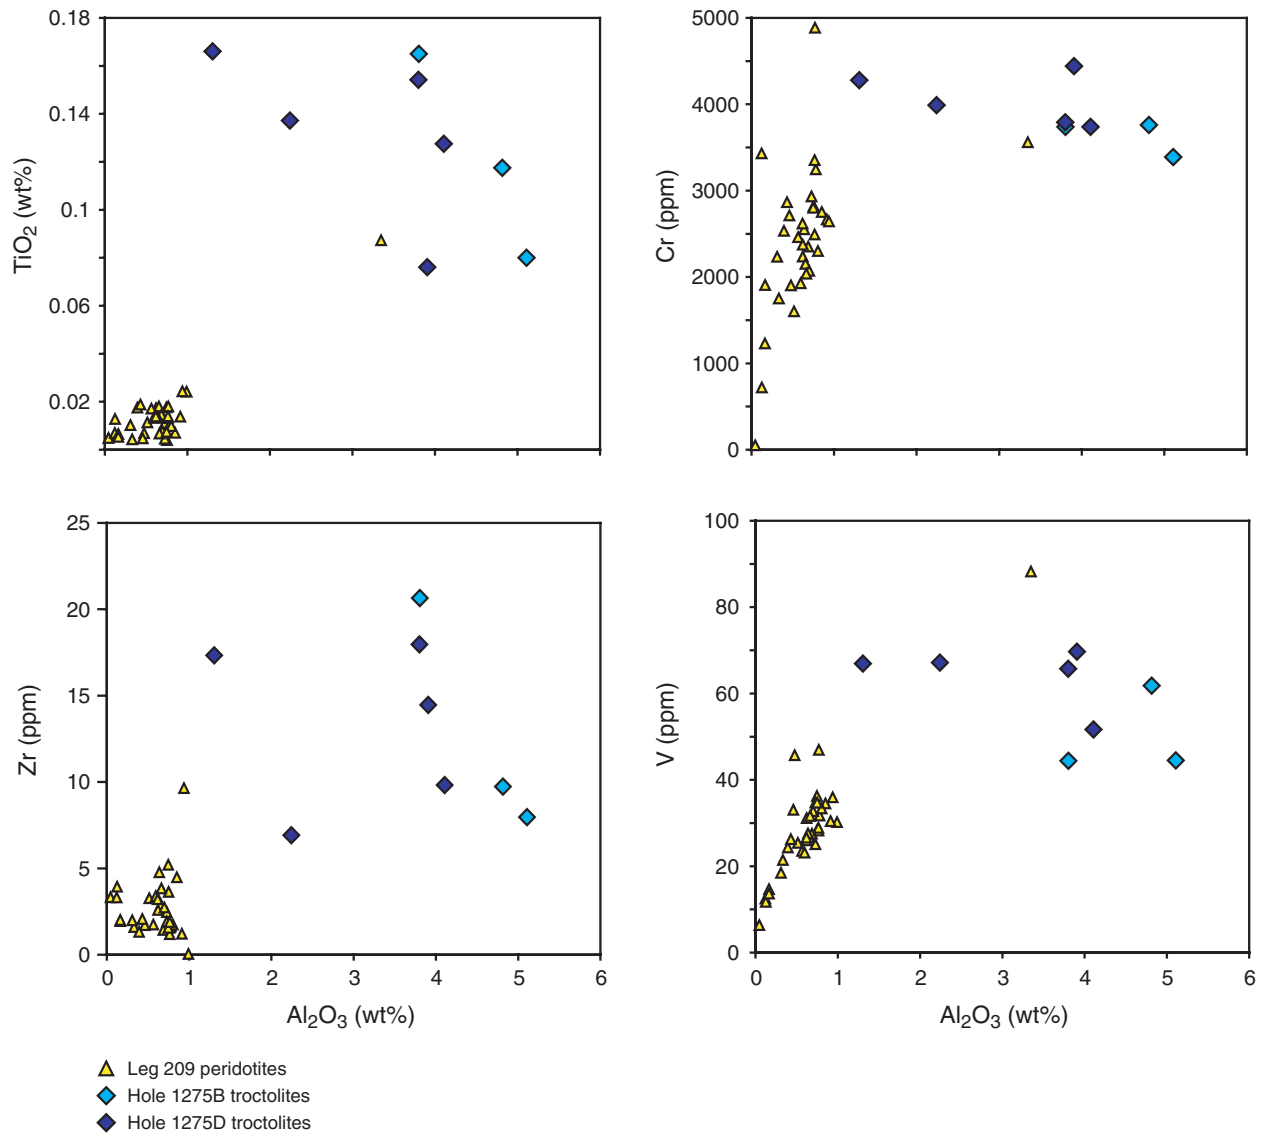 0.18
0.14
0.1
0.06
0.02
TiO2 (wt%)
5000
4000
3000
2000
1000
0
Cr (ppm)
25
20
15
10
5
0
Zr (ppm)
0 1 2 3 4 5 6
Al2O3 (wt%)
100
80
60
40
20
0
V (ppm)
0 1 2 3 4 5 6
Al2O3 (wt%)
Leg 209 peridotites
Hole 1275B troctolites
Hole 1275D troctolites